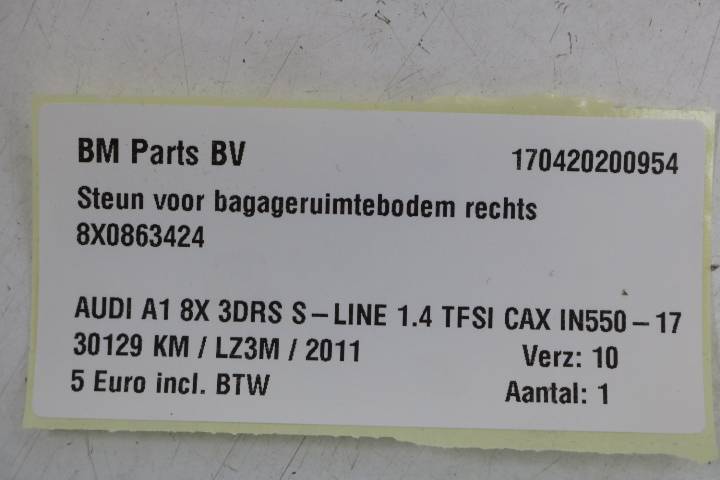 BM Parts BV 170420200954
Steun voor bagageruimtebodem rechts
8X0863424
AUDI A1 8X 3DRS S-LINE 1.4 TFSI CAX IN550-17
30129 KM / LZ3M / 2011 Verz: 10
5 Euro incl. BTW Aantal: 1